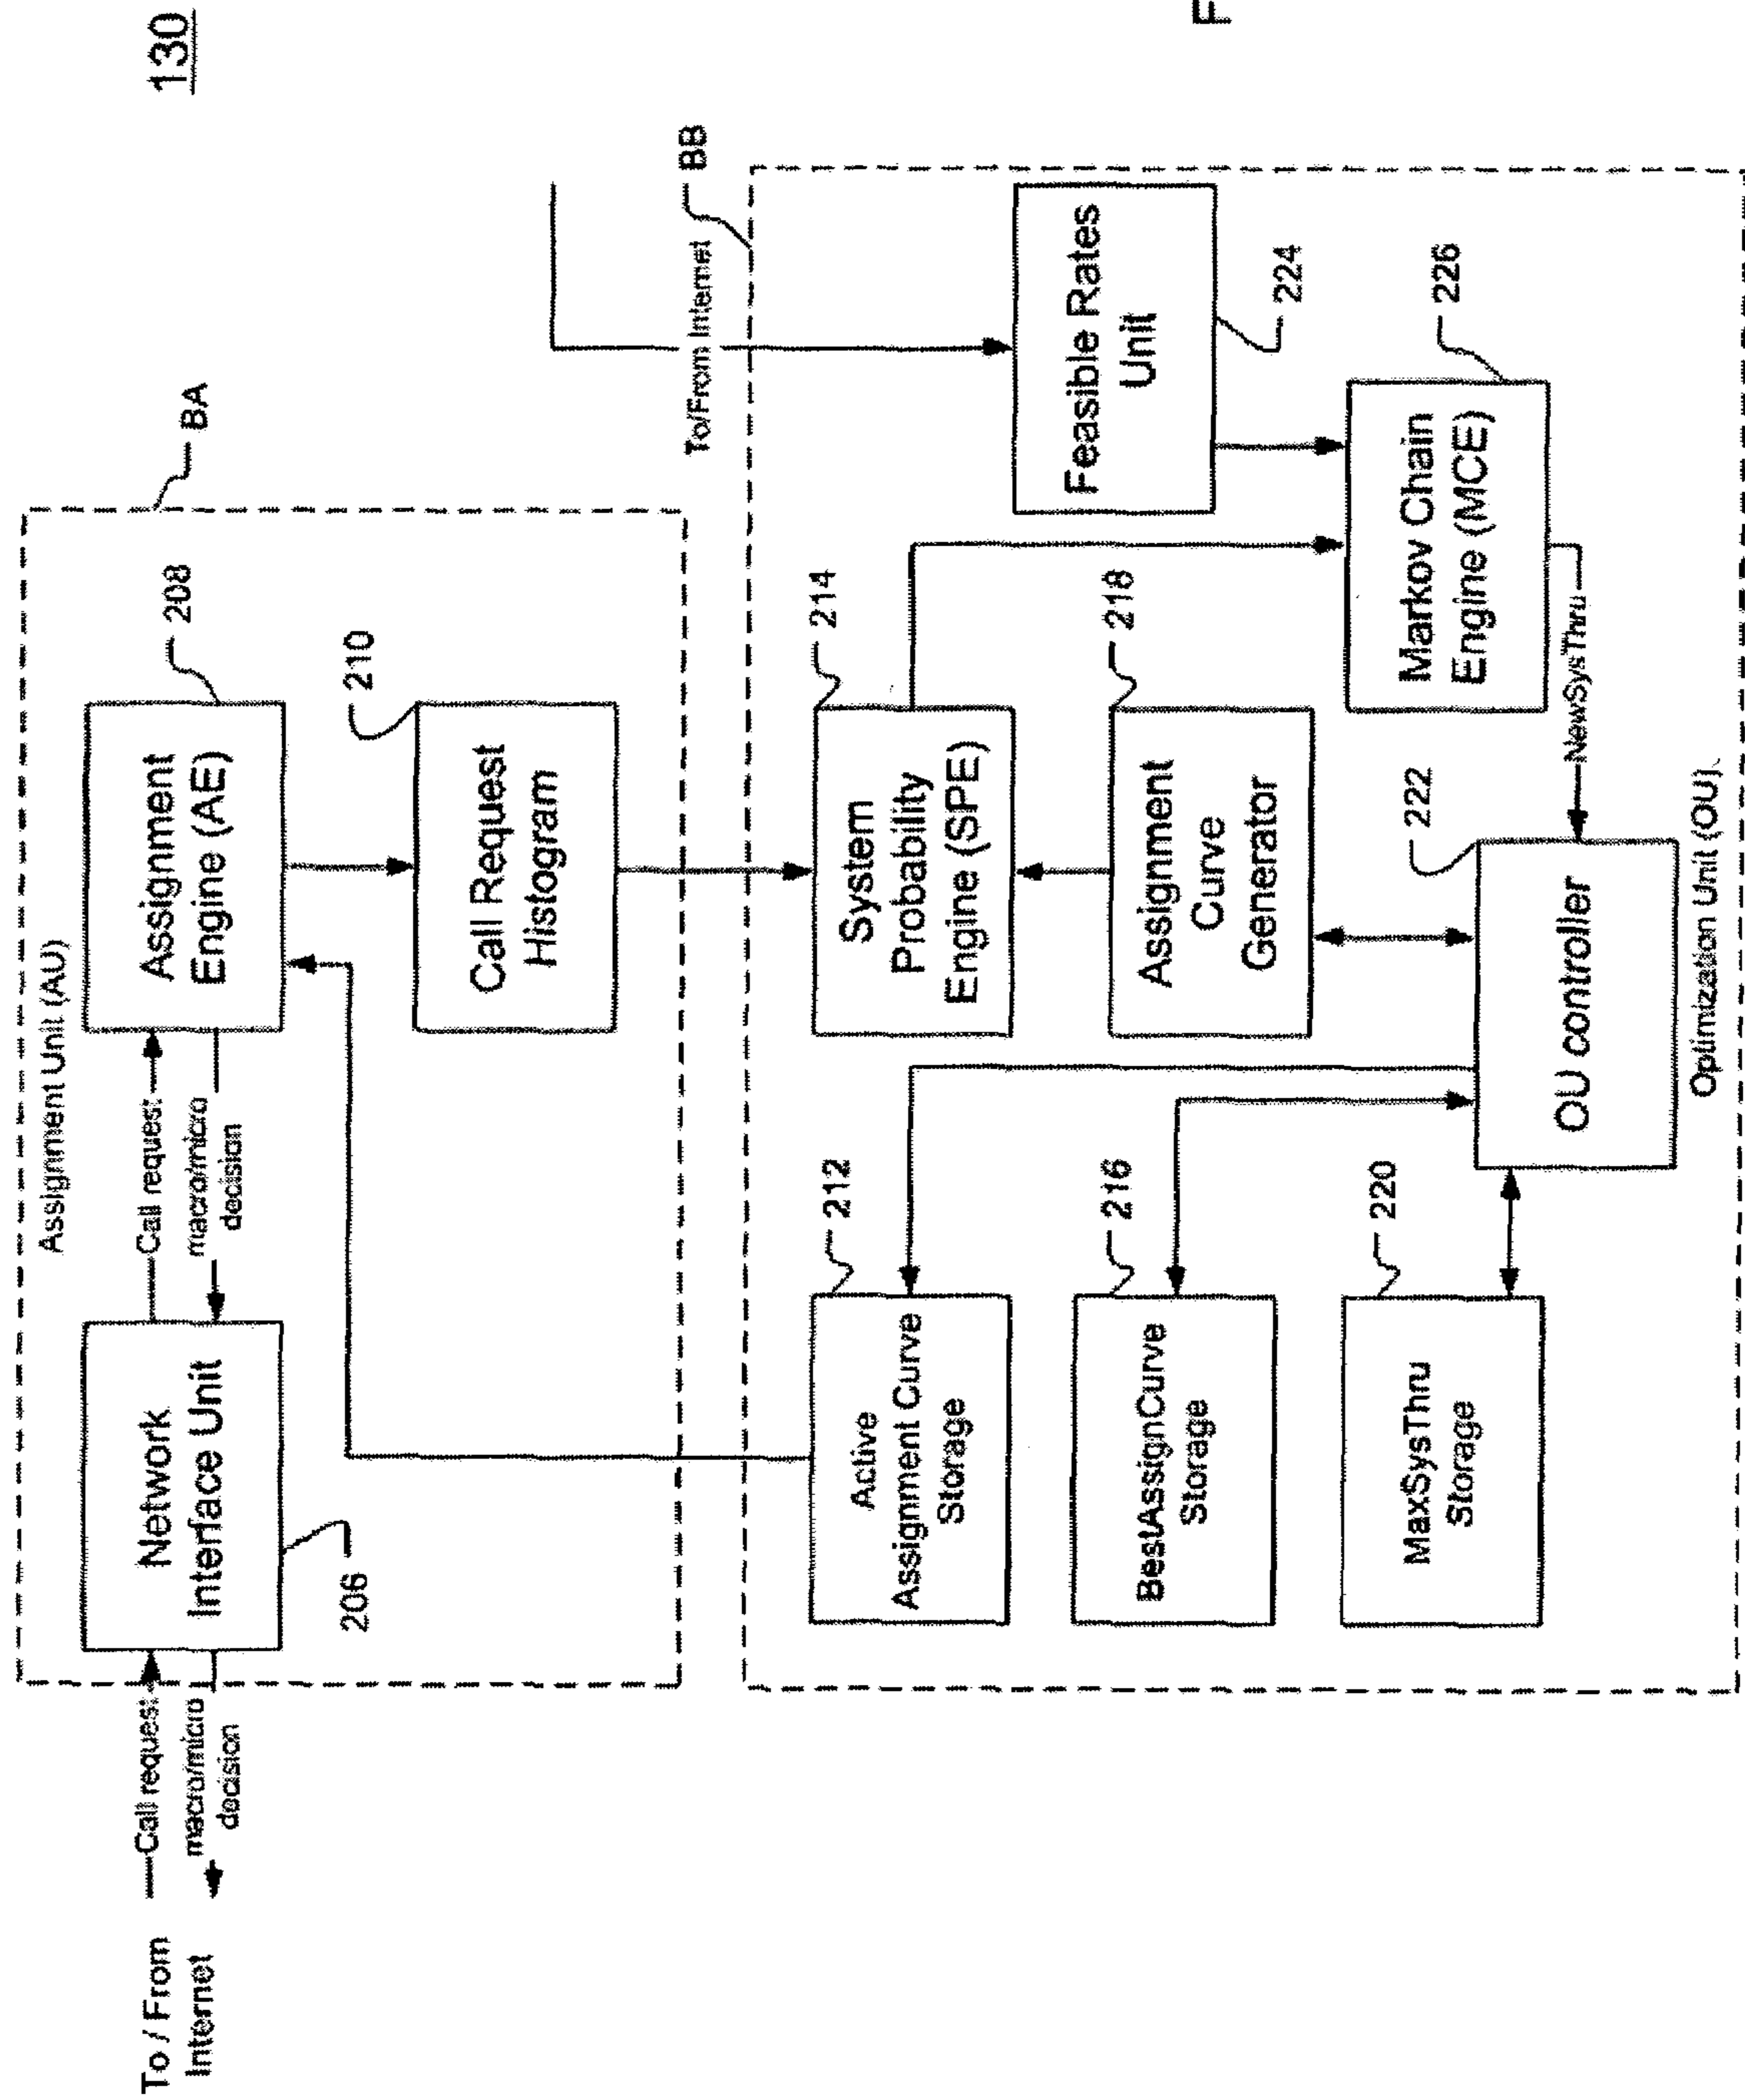 130
Assignment Unit (AU)
BA
To / From
Internet
Call request
macro/micro
decision
Network
Interface Unit
206
Call request
macro/micro
decision
Assignment
Engine (AE)
208
Call Request
Histogram
210
To/From Internet
BB
Active
Assignment Curve
Storage
212
System
Probability
Engine (SPE)
214
BestAssignCurve
Storage
216
Assignment
Curve
Generator
218
Feasible Rates
Unit
224
MaxSysThru
Storage
220
OU controller
222
NewSysThru
Markov Chain
Engine (MCE)
226
Optimization Unit (OU)
F